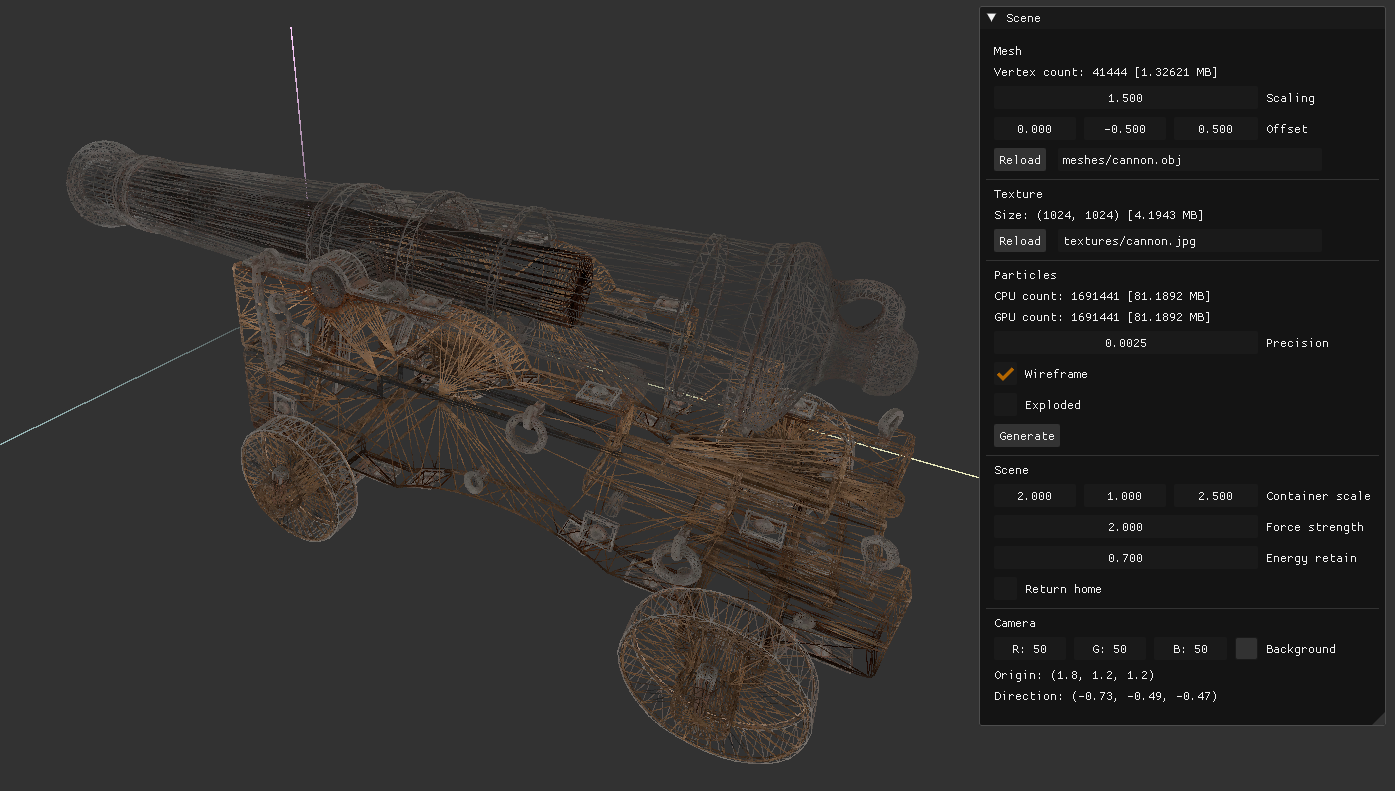 Scene
Mesh
Vertex count: 41444 [1.32621 MB]
1.500 Scaling
0.000 -0.500 0.500 Offset
Reload meshes/cannon.obj
Texture
Size: (1024, 1024) [4.1943 MB]
Reload textures/cannon.jpg
Particles
CPU count: 1691441 [81.1892 MB]
GPU count: 1691441 [81.1892 MB]
0.0025 Precision
Wireframe
Exploded
Generate
Scene
2.000 1.000 2.500 Container scale
2.000 Force strength
0.700 Energy retain
Return home
Camera
R: 50 G: 50 B: 50 Background
Origin: (1.8, 1.2, 1.2)
Direction: (-0.73, -0.49, -0.47)